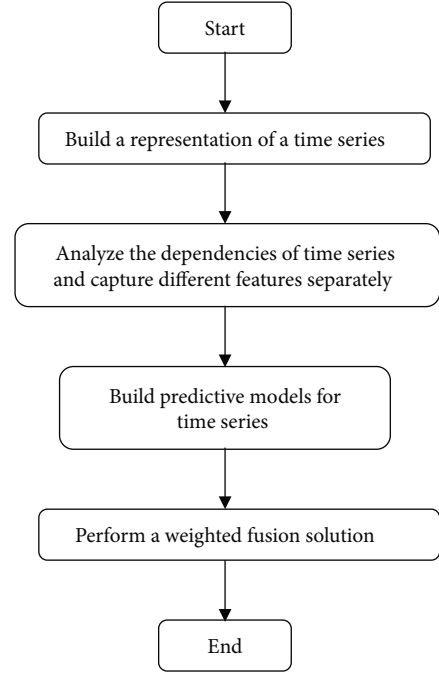 Start
Build a representation of a time series
Analyze the dependencies of time series
and capture different features separately
Build predictive models for
time series
Perform a weighted fusion solution
End